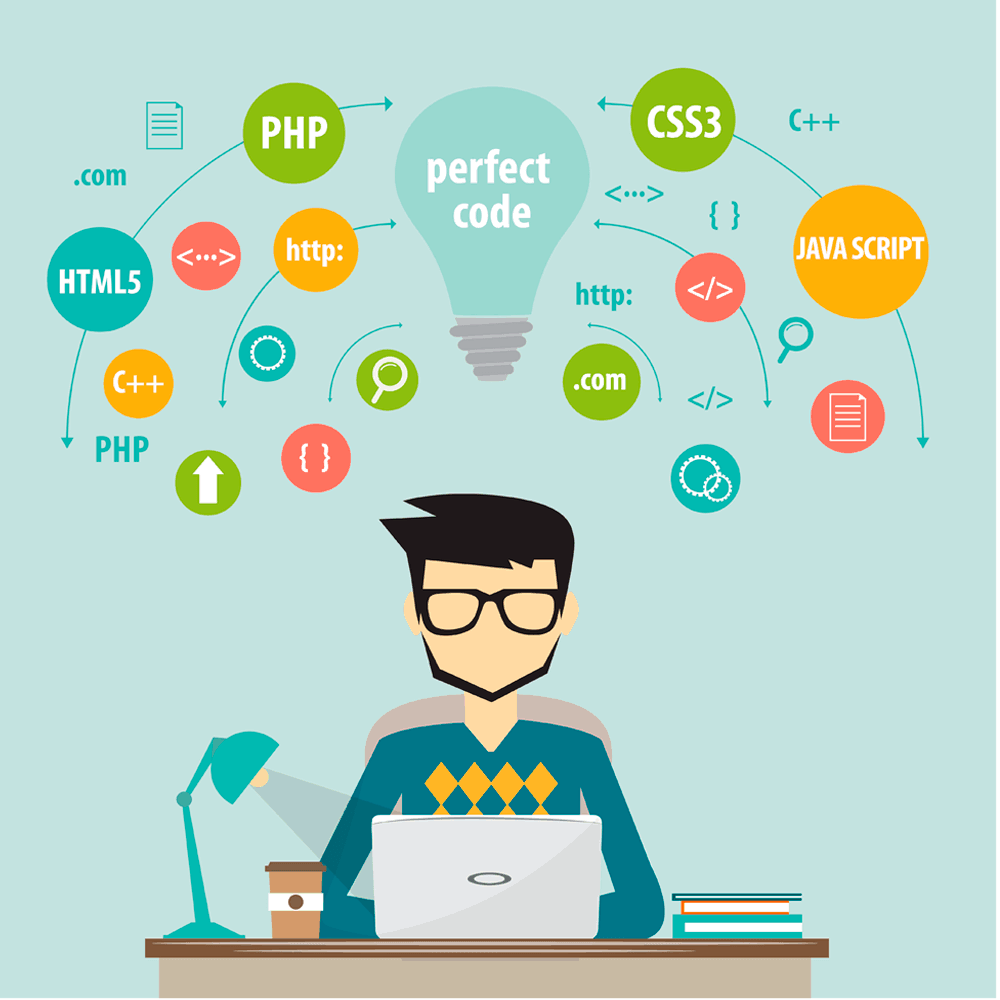 PHP
CSS3
C++
.com
perfect
code
<···>
{ }
HTML5
<···>
http:
JAVA SCRIPT
</>
http:
C++
.com
</>
PHP
{ }